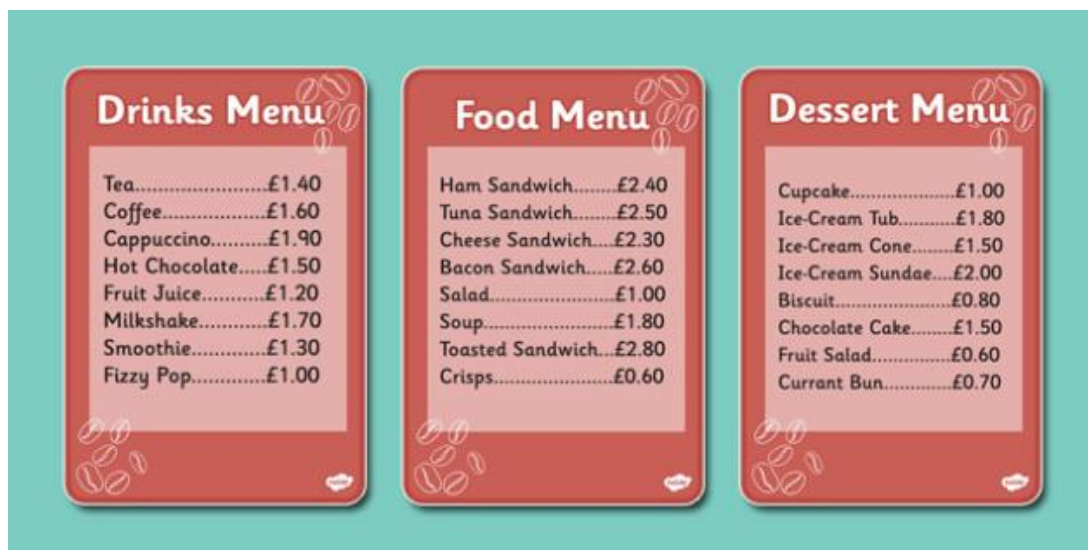 Drinks Menu
Tea......................£1.40
Coffee.................£1.60
Cappuccino.........£1.90
Hot Chocolate.....£1.50
Fruit Juice...........£1.20
Milkshake............£1.70
Smoothie.............£1.30
Fizzy Pop............£1.00
Food Menu
Ham Sandwich........£2.40
Tuna Sandwich.......£2.50
Cheese Sandwich....£2.30
Bacon Sandwich.....£2.60
Salad.....................£1.00
Soup......................£1.80
Toasted Sandwich...£2.80
Crisps....................£0.60
Dessert Menu
Cupcake..................£1.00
Ice-Cream Tub.........£1.80
Ice-Cream Cone.......£1.50
Ice-Cream Sundae....£2.00
Biscuit....................£0.80
Chocolate Cake........£1.50
Fruit Salad..............£0.60
Currant Bun............£0.70